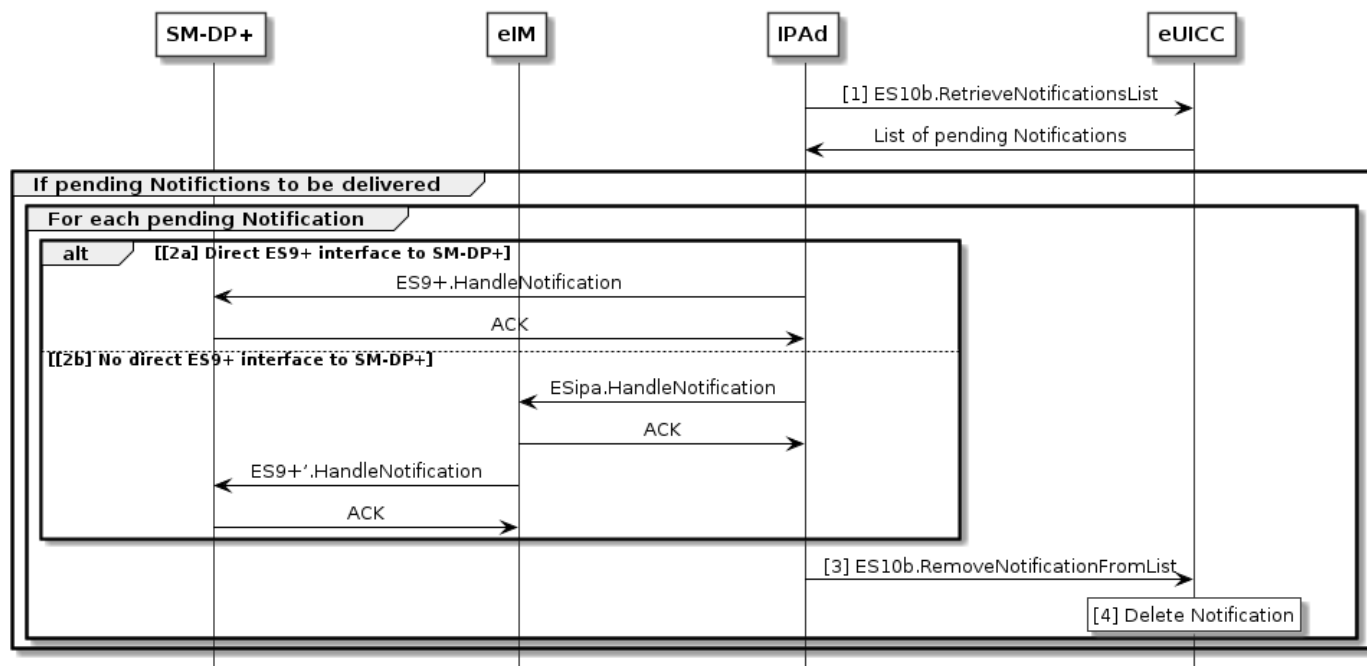 SM-DP+ eIM IPAd eUICC
[1] ES10b.RetrieveNotificationsList
List of pending Notifications
If pending Notifictions to be delivered
For each pending Notification
alt [[2a] Direct ES9+ interface to SM-DP+]
ES9+.HandleNotification
ACK
[[2b] No direct ES9+ interface to SM-DP+]
ESipa.HandleNotification
ACK
ES9+’.HandleNotification
ACK
[3] ES10b.RemoveNotificationFromList
[4] Delete Notification